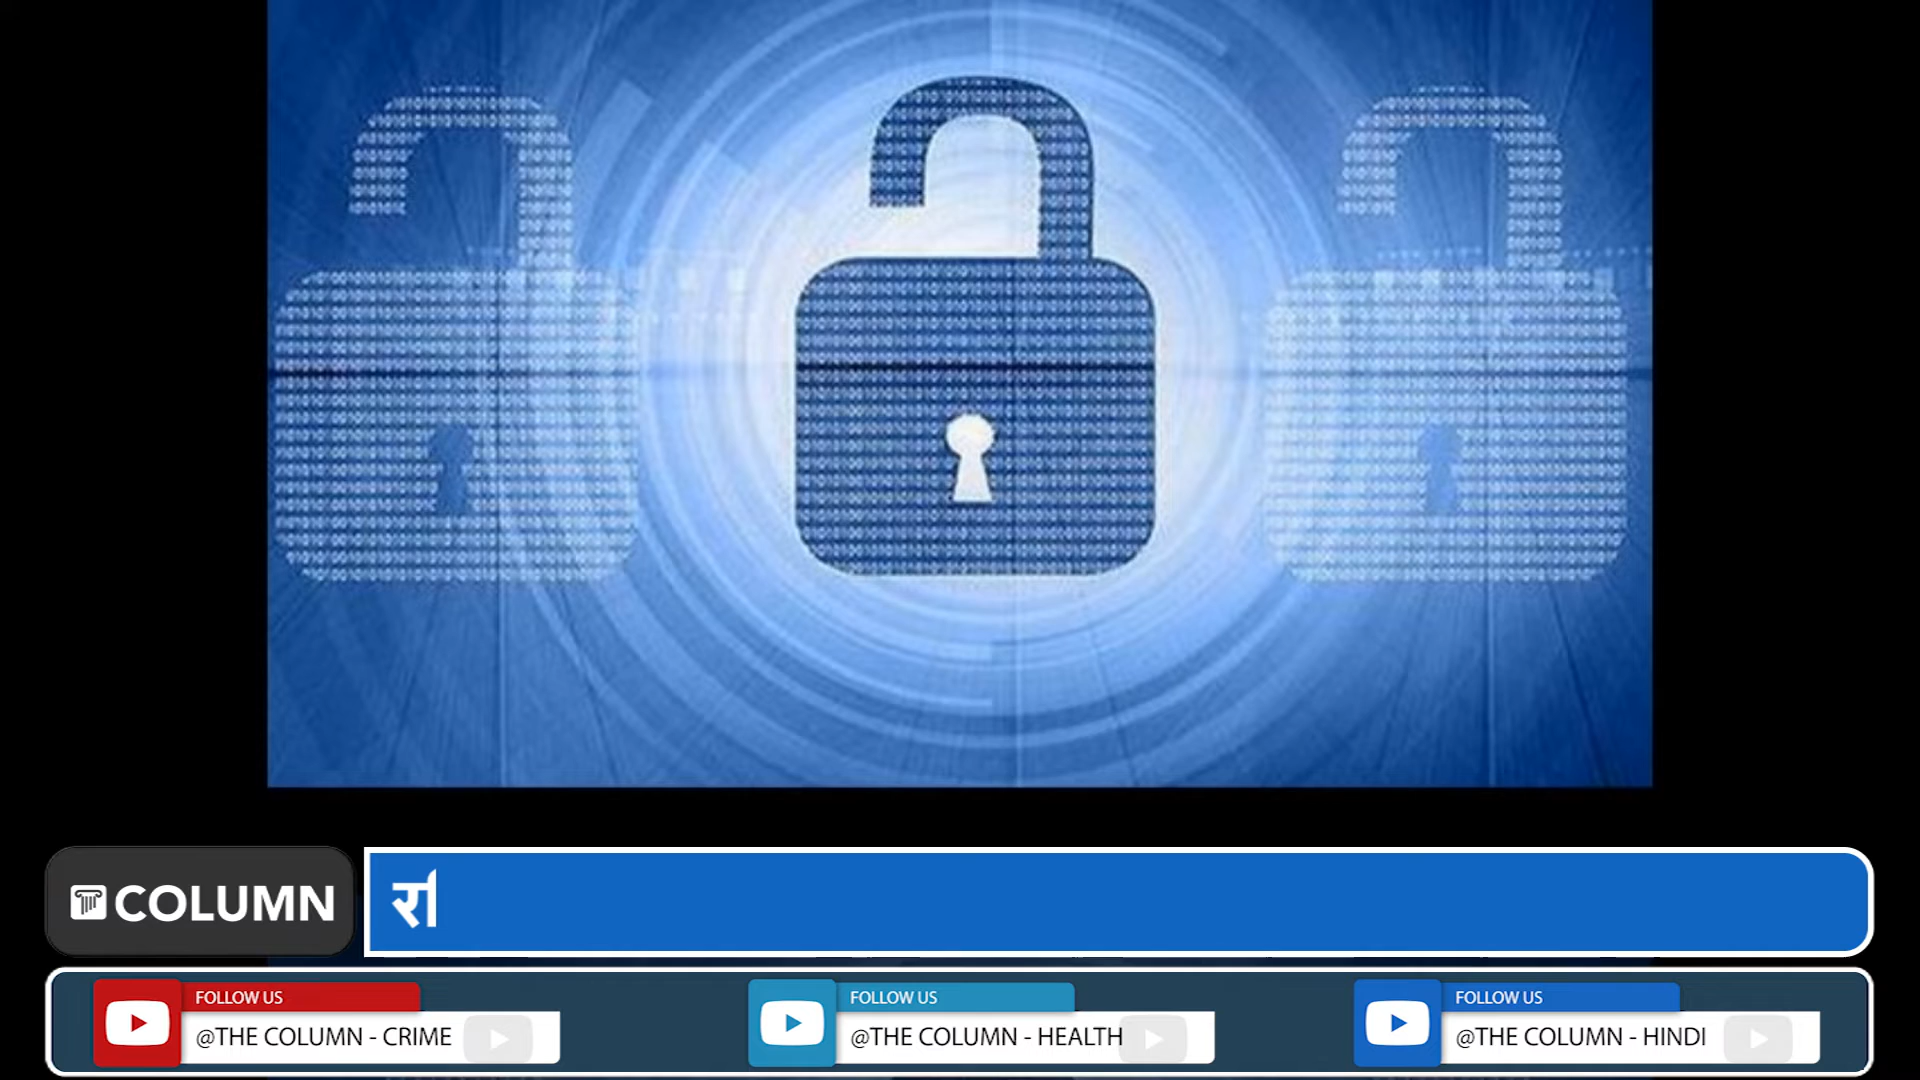 COLUMN
रा
FOLLOW US
@THE COLUMN - CRIME
FOLLOW US
@THE COLUMN - HEALTH
FOLLOW US
@THE COLUMN - HINDI